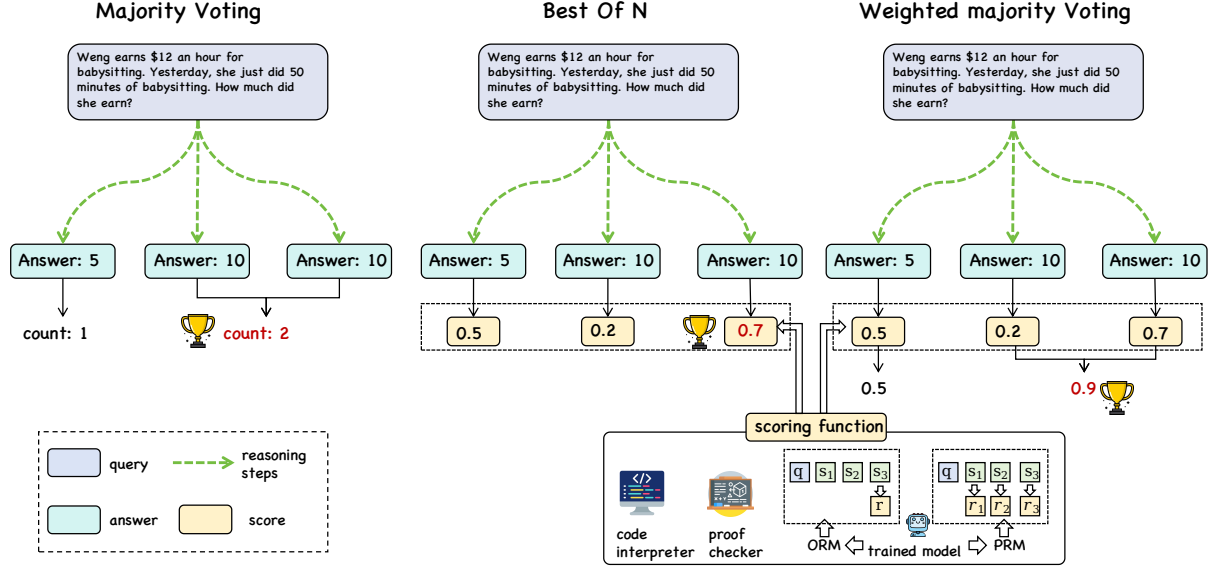 Majority Voting
Weng earns $12 an hour for
babysitting. Yesterday, she just did 50
minutes of babysitting. How much did
she earn?
Answer: 5
Answer: 10
Answer: 10
count: 1
count: 2
Best Of N
Weng earns $12 an hour for
babysitting. Yesterday, she just did 50
minutes of babysitting. How much did
she earn?
Answer: 5
Answer: 10
Answer: 10
0.5
0.2
0.7
Weighted majority Voting
Weng earns $12 an hour for
babysitting. Yesterday, she just did 50
minutes of babysitting. How much did
she earn?
Answer: 5
Answer: 10
Answer: 10
0.5
0.2
0.7
0.5
0.9
query
reasoning
steps
answer
score
scoring function
</>
code
interpreter
proof
checker
q s₁ s₂ s₃
r
ORM
trained model
q s₁ s₂ s₃
r₁ r₂ r₃
PRM